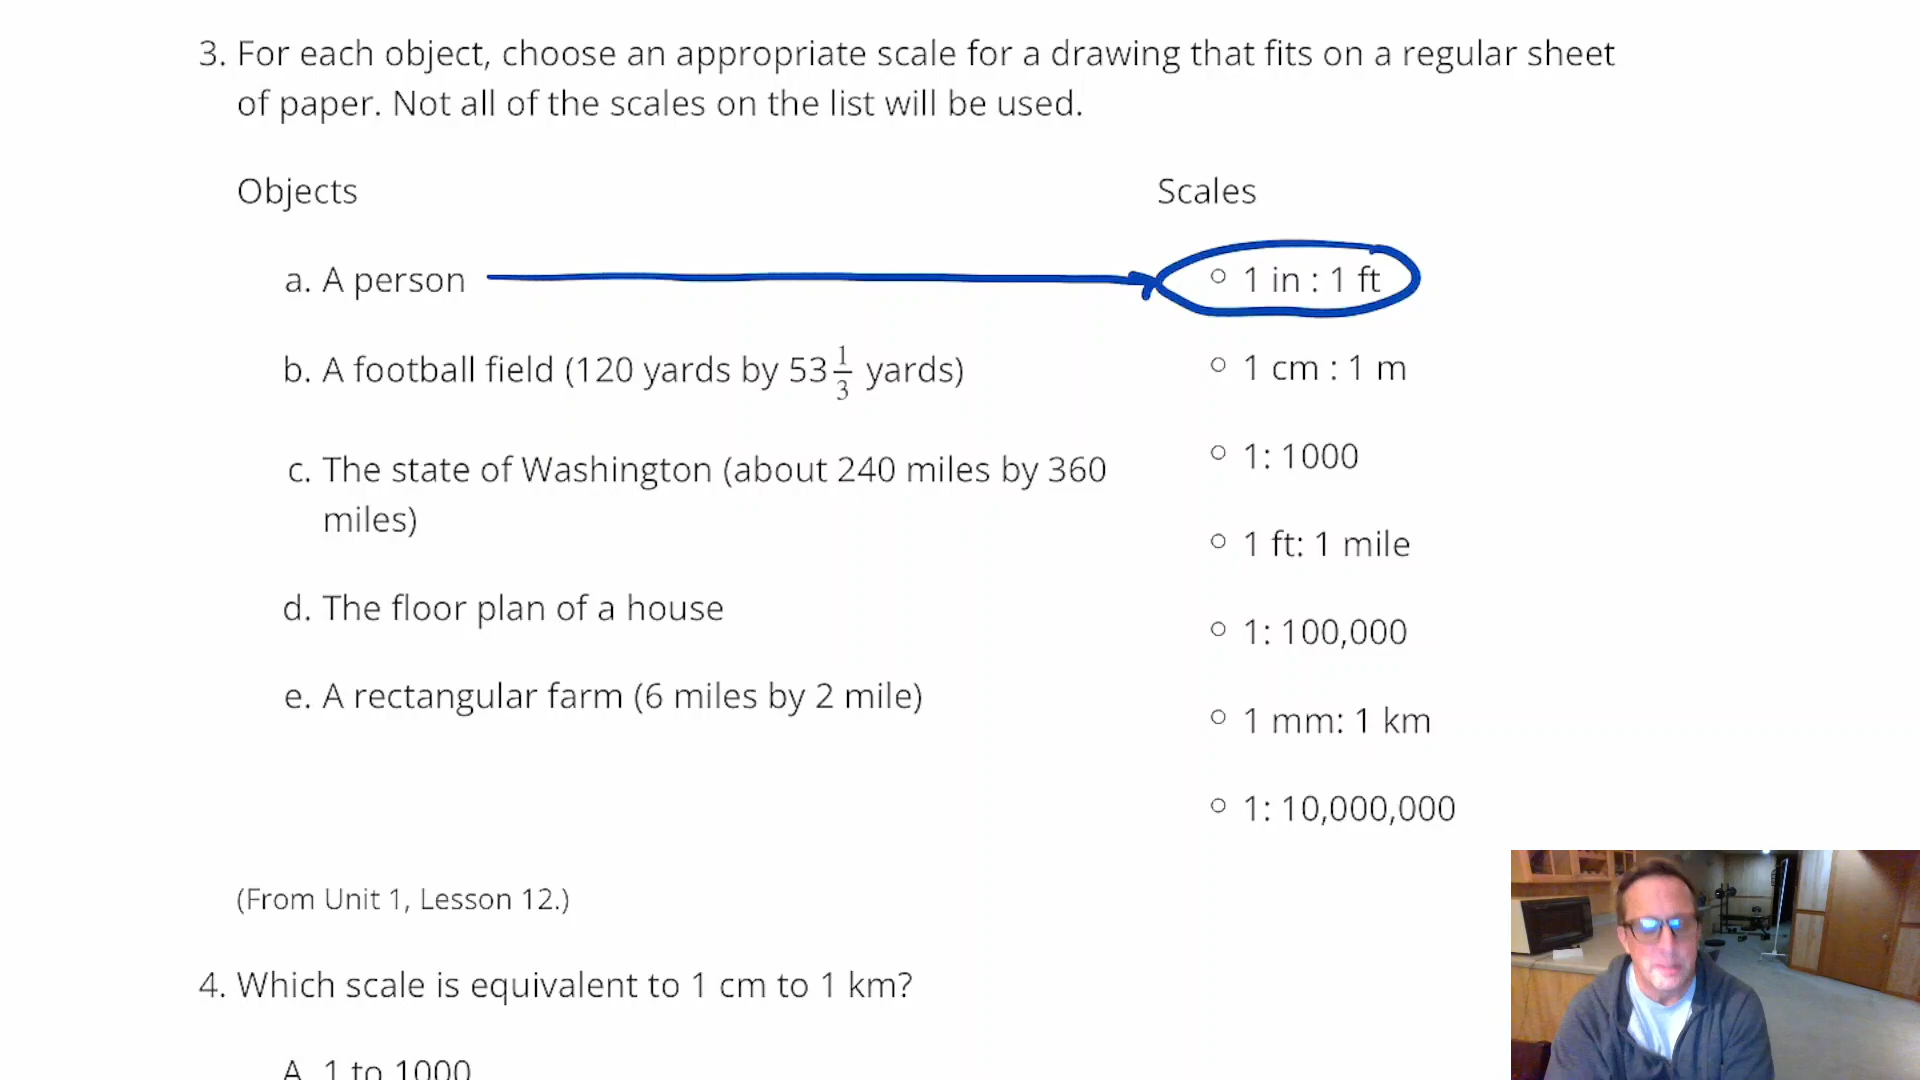 3. For each object, choose an appropriate scale for a drawing that fits on a regular sheet
of paper. Not all of the scales on the list will be used.
Objects
Scales
a. A person
1 in : 1 ft
b. A football field (120 yards by 53 1/3 yards)
1 cm : 1 m
c. The state of Washington (about 240 miles by 360
miles)
1: 1000
1 ft: 1 mile
d. The floor plan of a house
1: 100,000
e. A rectangular farm (6 miles by 2 mile)
1 mm: 1 km
1: 10,000,000
(From Unit 1, Lesson 12.)
4. Which scale is equivalent to 1 cm to 1 km?
A. 1 to 1000